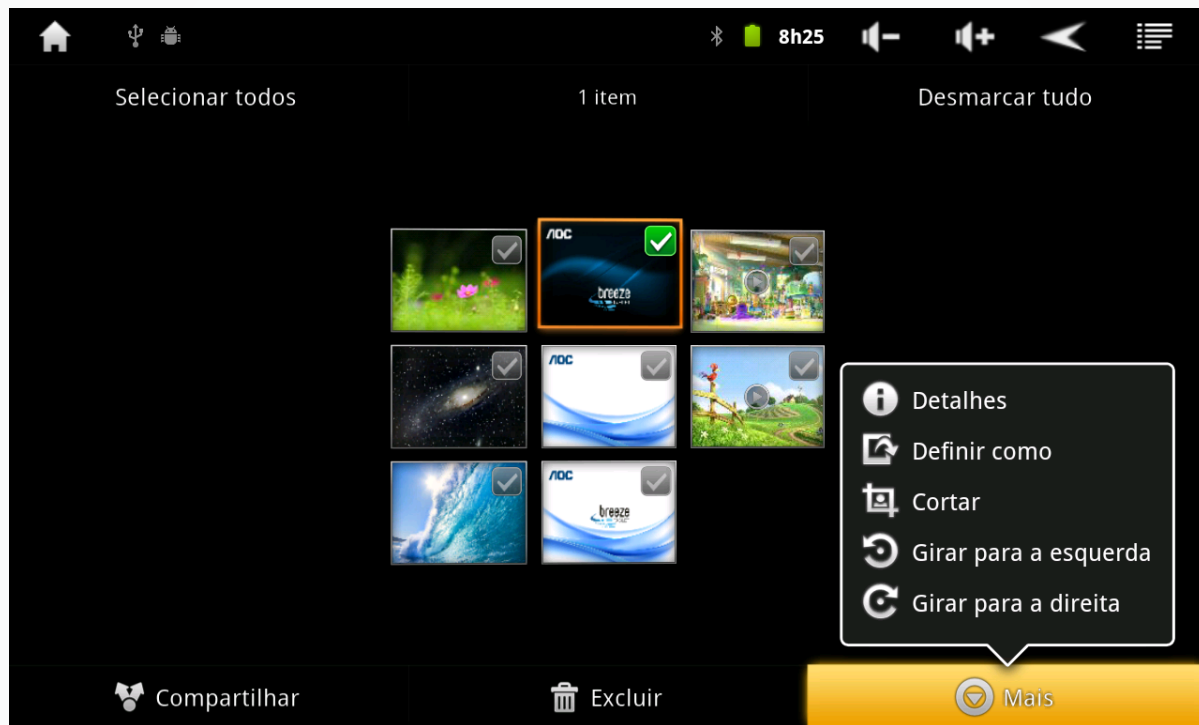 8h25
Selecionar todos
1 item
Desmarcar tudo
AOC
breeze
AOC
AOC
breeze
Detalhes
Definir como
Cortar
Girar para a esquerda
Girar para a direita
Compartilhar
Excluir
Mais